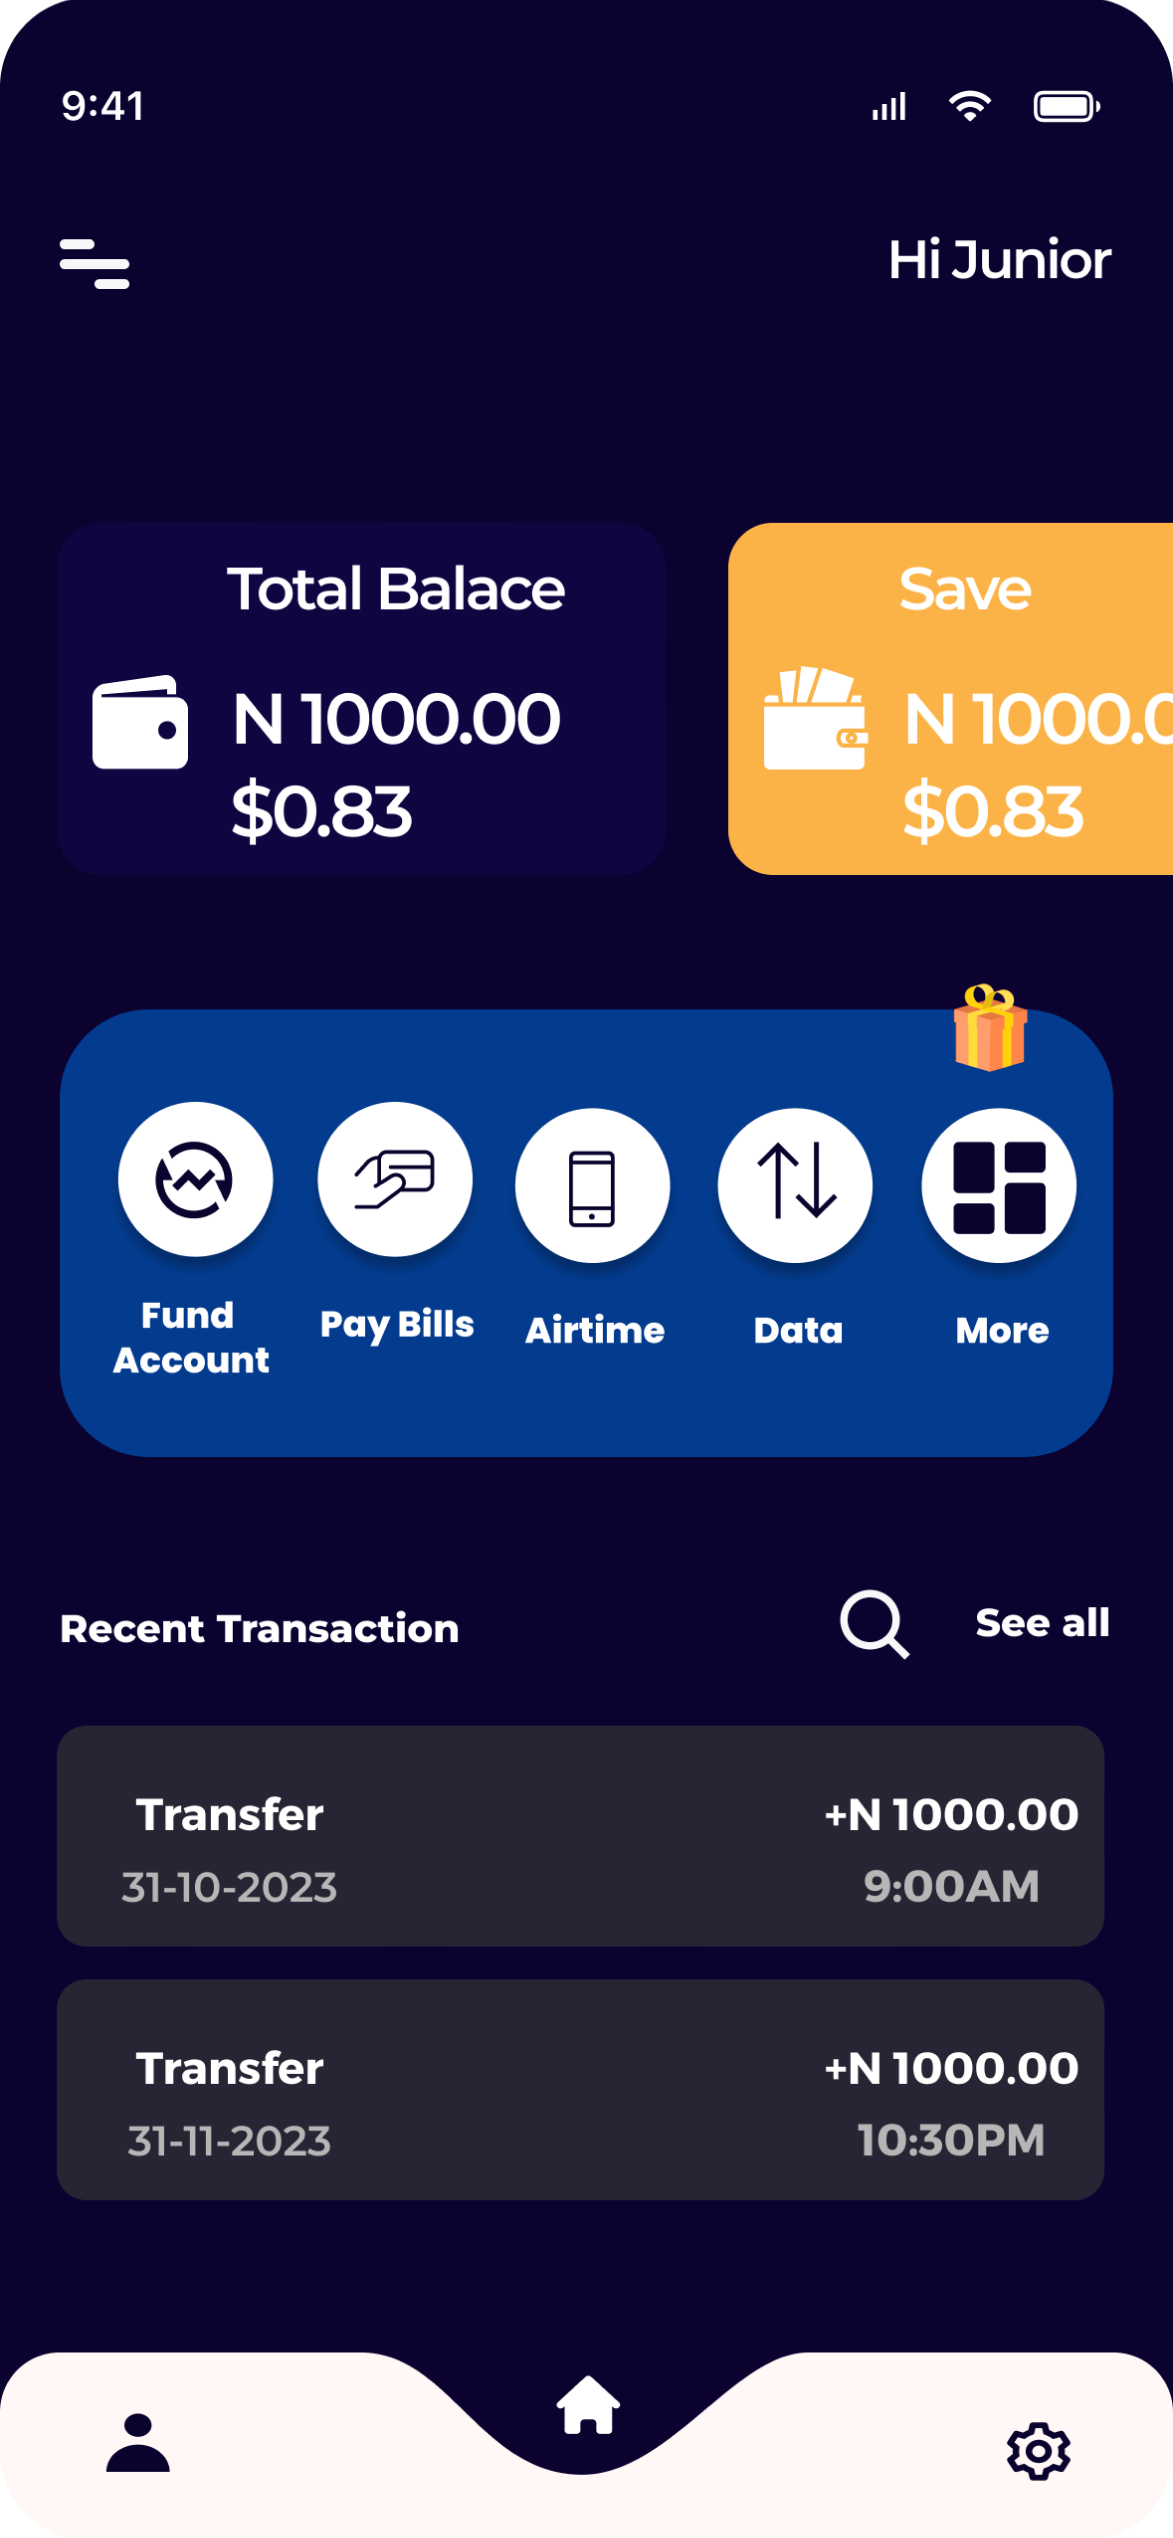 9:41
Hi Junior
Total Balace
N 1000.00
$0.83
Save
N 1000.0
$0.83
Fund
Account
Pay Bills
Airtime
Data
More
Recent Transaction
See all
Transfer
+N 1000.00
31-10-2023
9:00AM
Transfer
+N 1000.00
31-11-2023
10:30PM